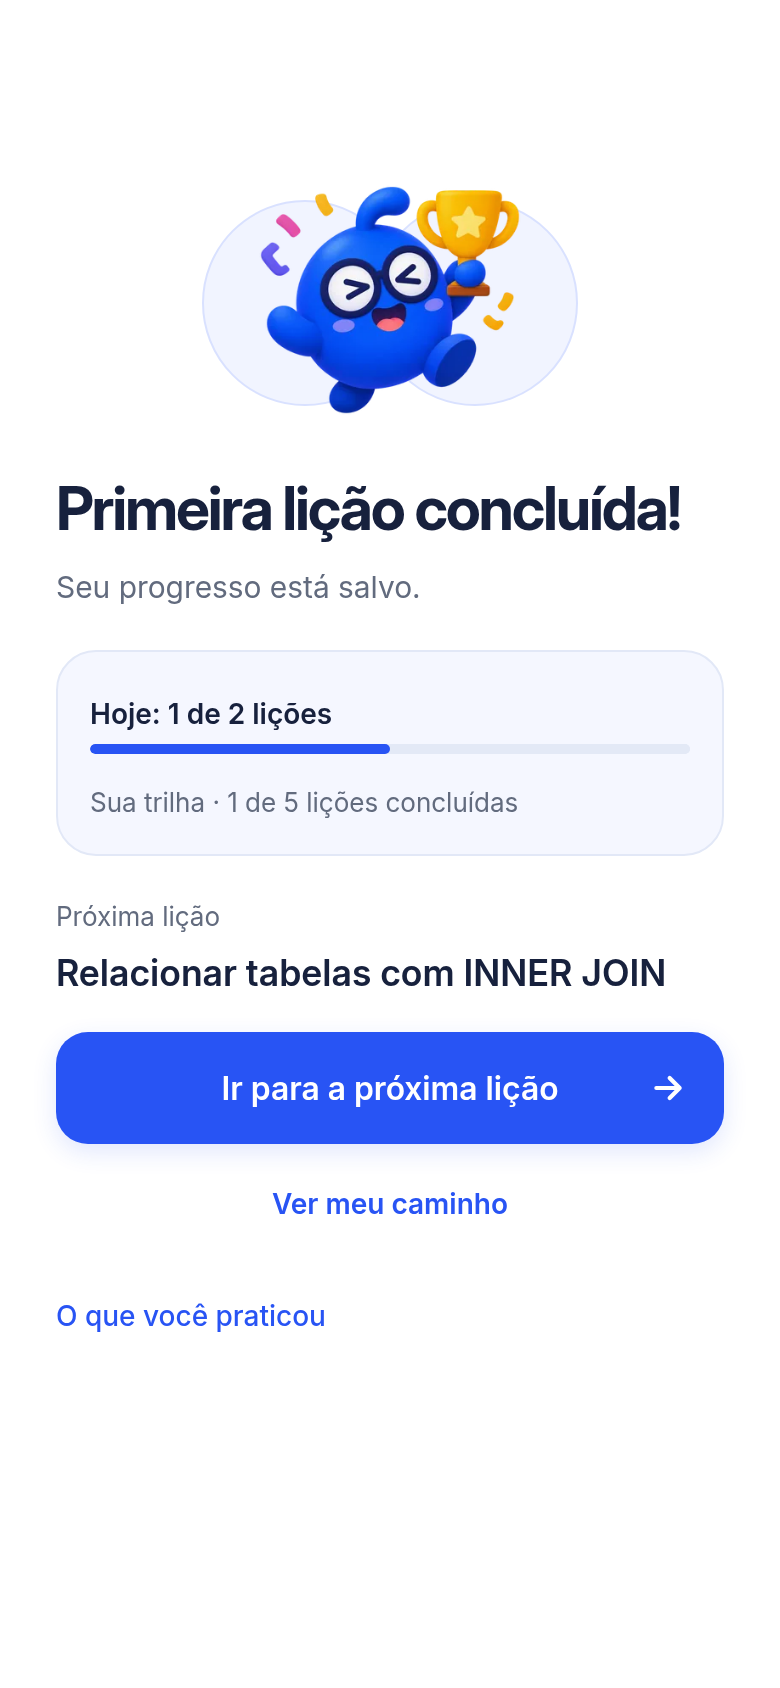 Primeira lição concluída!
Seu progresso está salvo.
Hoje: 1 de 2 lições
Sua trilha · 1 de 5 lições concluídas
Próxima lição
Relacionar tabelas com INNER JOIN
Ir para a próxima lição
Ver meu caminho
O que você praticou